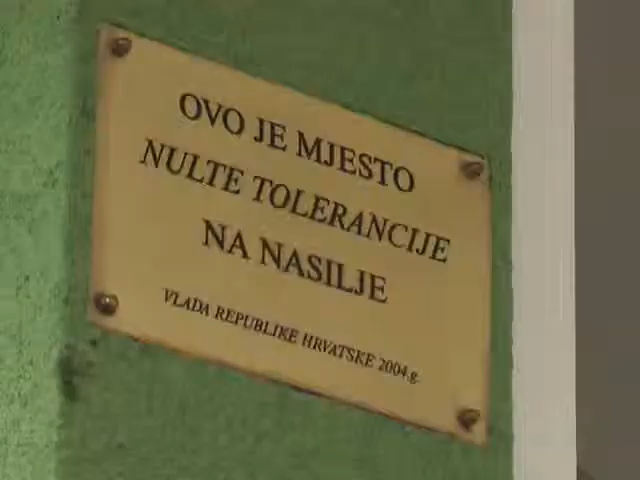 OVO JE MJESTO
NULTE TOLERANCIJE
NA NASILJE
VLADA REPUBLIKE HRVATSKE 2004.g.